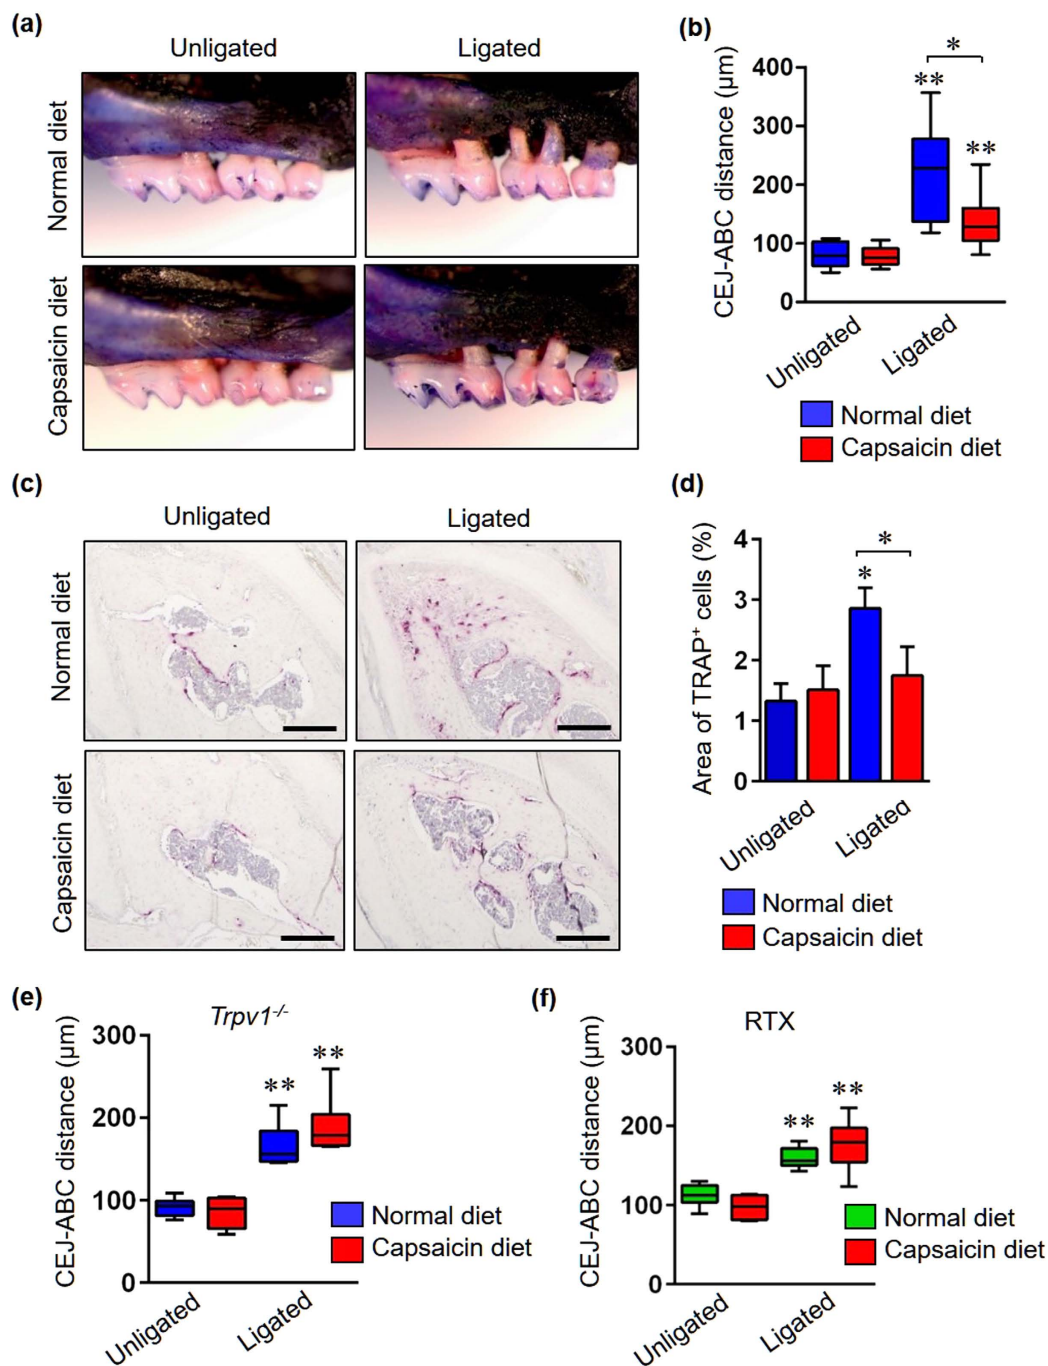 (a)
Unligated
Ligated
Normal diet
Capsaicin diet
(b)
CEJ-ABC distance (µm)
400
300
200
100
0
*
**
**
Unligated
Ligated
Normal diet
Capsaicin diet
(c)
Unligated
Ligated
Normal diet
Capsaicin diet
(d)
Area of TRAP⁺ cells (%)
4
3
2
1
0
*
*
Unligated
Ligated
Normal diet
Capsaicin diet
(e)
Trpv1⁻/⁻
CEJ-ABC distance (µm)
300
200
100
0
**
**
Unligated
Ligated
Normal diet
Capsaicin diet
(f)
RTX
CEJ-ABC distance (µm)
300
200
100
0
**
**
Unligated
Ligated
Normal diet
Capsaicin diet